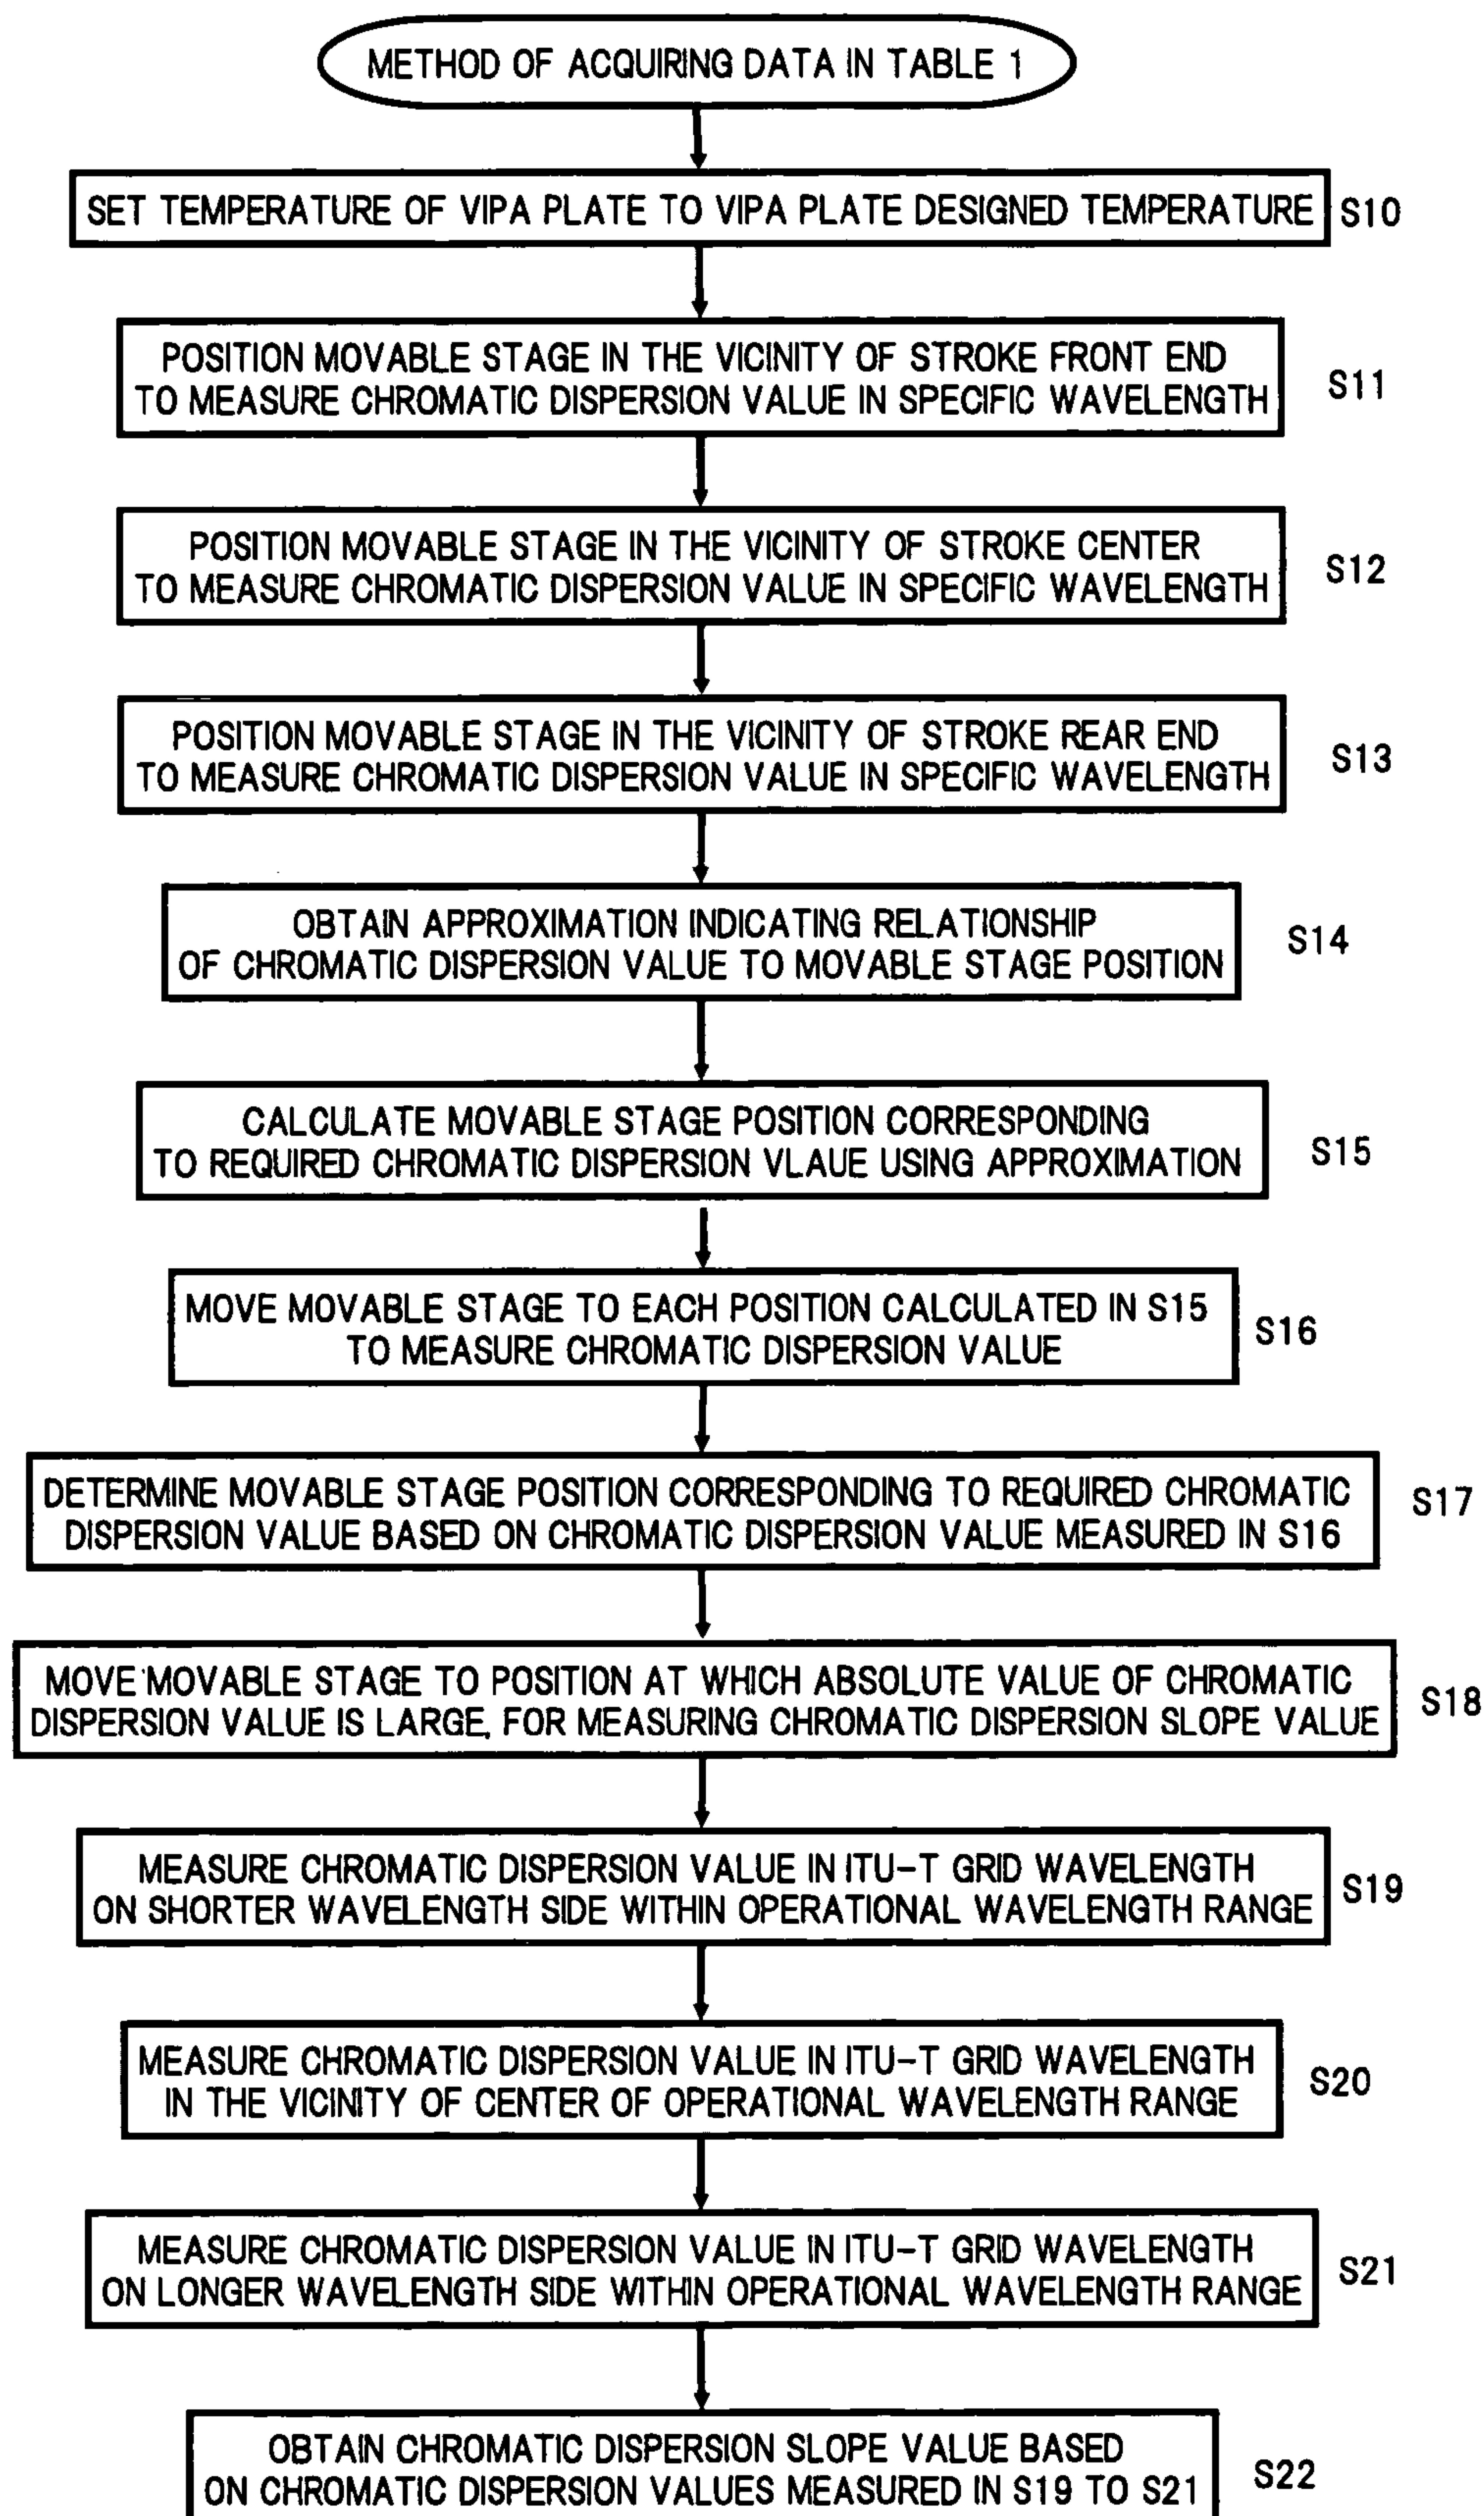 METHOD OF ACQUIRING DATA IN TABLE 1
SET TEMPERATURE OF VIPA PLATE TO VIPA PLATE DESIGNED TEMPERATURE
S10
POSITION MOVABLE STAGE IN THE VICINITY OF STROKE FRONT END
TO MEASURE CHROMATIC DISPERSION VALUE IN SPECIFIC WAVELENGTH
S11
POSITION MOVABLE STAGE IN THE VICINITY OF STROKE CENTER
TO MEASURE CHROMATIC DISPERSION VALUE IN SPECIFIC WAVELENGTH
S12
POSITION MOVABLE STAGE IN THE VICINITY OF STROKE REAR END
TO MEASURE CHROMATIC DISPERSION VALUE IN SPECIFIC WAVELENGTH
S13
OBTAIN APPROXIMATION INDICATING RELATIONSHIP
OF CHROMATIC DISPERSION VALUE TO MOVABLE STAGE POSITION
S14
CALCULATE MOVABLE STAGE POSITION CORRESPONDING
TO REQUIRED CHROMATIC DISPERSION VLAUE USING APPROXIMATION
S15
MOVE MOVABLE STAGE TO EACH POSITION CALCULATED IN S15
TO MEASURE CHROMATIC DISPERSION VALUE
S16
DETERMINE MOVABLE STAGE POSITION CORRESPONDING TO REQUIRED CHROMATIC
DISPERSION VALUE BASED ON CHROMATIC DISPERSION VALUE MEASURED IN S16
S17
MOVE MOVABLE STAGE TO POSITION AT WHICH ABSOLUTE VALUE OF CHROMATIC
DISPERSION VALUE IS LARGE, FOR MEASURING CHROMATIC DISPERSION SLOPE VALUE
S18
MEASURE CHROMATIC DISPERSION VALUE IN ITU-T GRID WAVELENGTH
ON SHORTER WAVELENGTH SIDE WITHIN OPERATIONAL WAVELENGTH RANGE
S19
MEASURE CHROMATIC DISPERSION VALUE IN ITU-T GRID WAVELENGTH
IN THE VICINITY OF CENTER OF OPERATIONAL WAVELENGTH RANGE
S20
MEASURE CHROMATIC DISPERSION VALUE IN ITU-T GRID WAVELENGTH
ON LONGER WAVELENGTH SIDE WITHIN OPERATIONAL WAVELENGTH RANGE
S21
OBTAIN CHROMATIC DISPERSION SLOPE VALUE BASED
ON CHROMATIC DISPERSION VALUES MEASURED IN S19 TO S21
S22